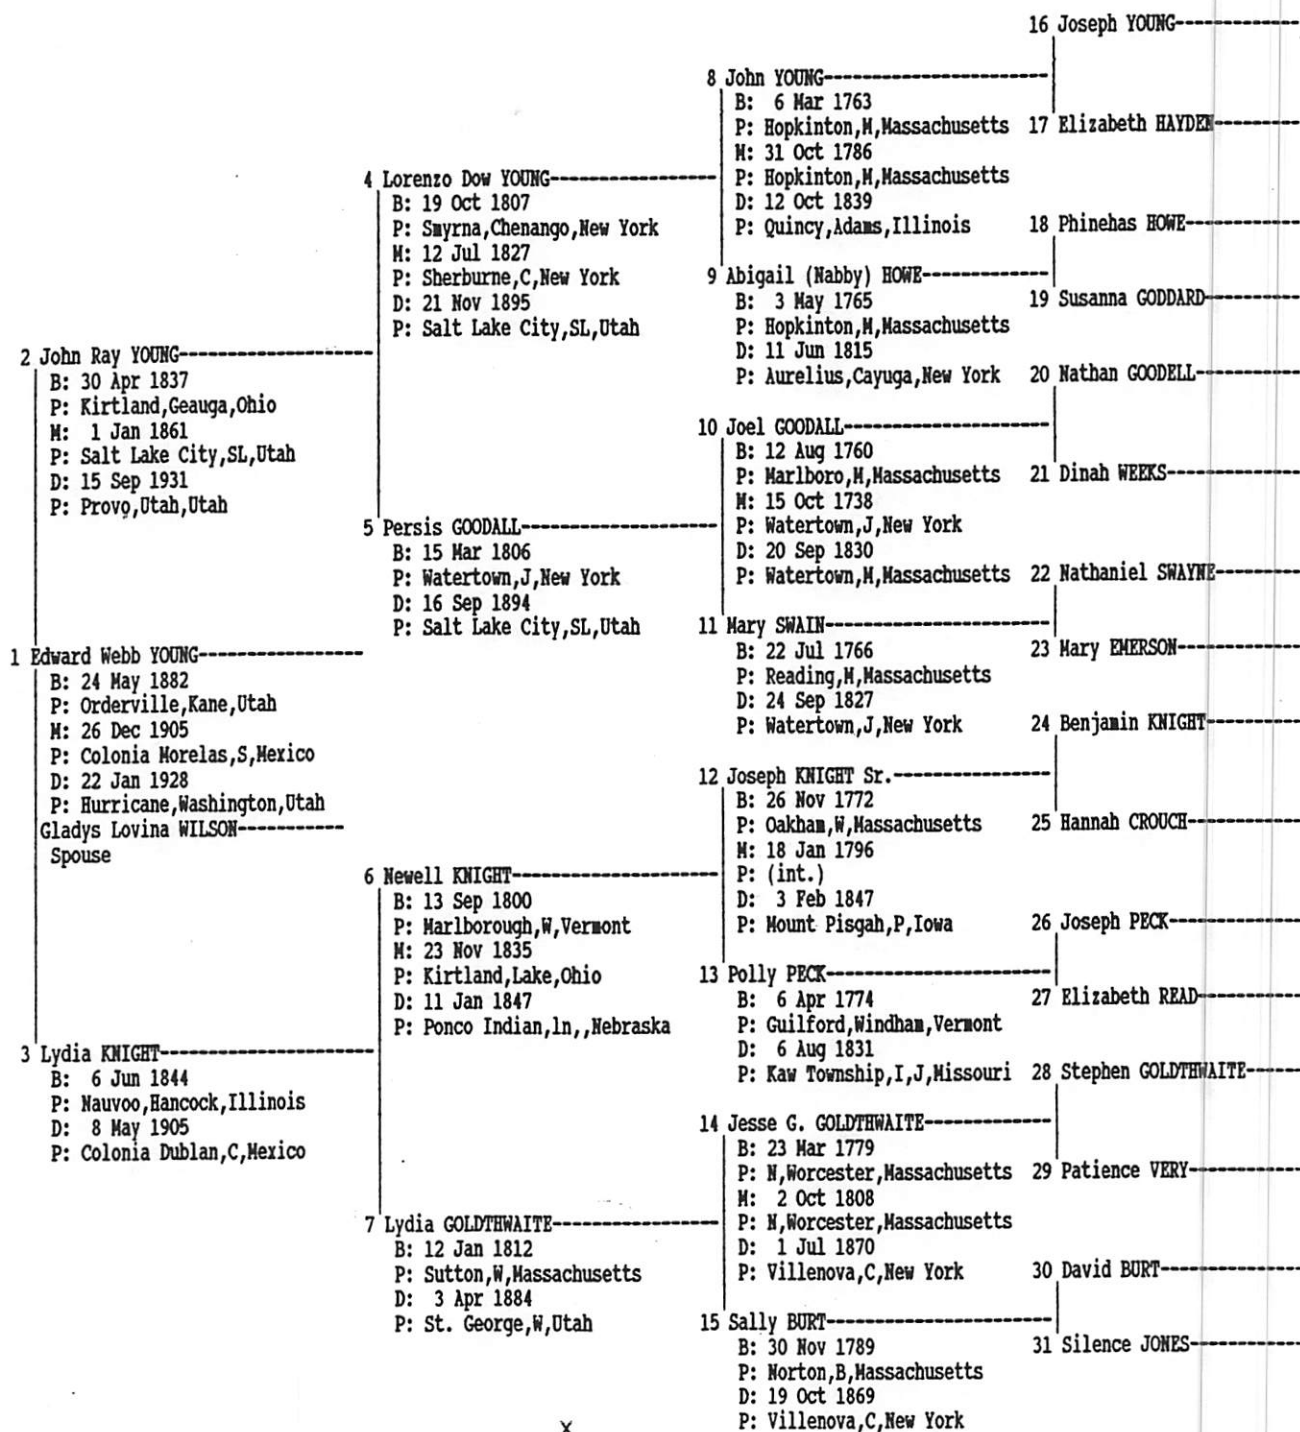 16 Joseph YOUNG
8 John YOUNG
B: 6 Mar 1763
P: Hopkinton,M,Massachusetts
17 Elizabeth HAYDEN
M: 31 Oct 1786
P: Hopkinton,M,Massachusetts
D: 12 Oct 1839
P: Quincy,Adams,Illinois
18 Phinehas HOWE
4 Lorenzo Dow YOUNG
B: 19 Oct 1807
P: Smyrna,Chenango,New York
M: 12 Jul 1827
P: Sherburne,C,New York
D: 21 Nov 1895
P: Salt Lake City,SL,Utah
9 Abigail (Nabby) HOWE
B: 3 May 1765
P: Hopkinton,M,Massachusetts
D: 11 Jun 1815
P: Aurelius,Cayuga,New York
19 Susanna GODDARD
20 Nathan GOODELL
2 John Ray YOUNG
B: 30 Apr 1837
P: Kirtland,Geauga,Ohio
M: 1 Jan 1861
P: Salt Lake City,SL,Utah
D: 15 Sep 1931
P: Provo,Utah,Utah
10 Joel GOODALL
B: 12 Aug 1760
P: Marlboro,M,Massachusetts
M: 15 Oct 1738
P: Watertown,J,New York
D: 20 Sep 1830
P: Watertown,M,Massachusetts
21 Dinah WEEKS
22 Nathaniel SWAYNE
5 Persis GOODALL
B: 15 Mar 1806
P: Watertown,J,New York
D: 16 Sep 1894
P: Salt Lake City,SL,Utah
11 Mary SWAIN
B: 22 Jul 1766
P: Reading,M,Massachusetts
D: 24 Sep 1827
P: Watertown,J,New York
23 Mary EMERSON
24 Benjamin KNIGHT
1 Edward Webb YOUNG
B: 24 May 1882
P: Orderville,Kane,Utah
M: 26 Dec 1905
P: Colonia Morelas,S,Mexico
D: 22 Jan 1928
P: Hurricane,Washington,Utah
Gladys Lovina WILSON
Spouse
12 Joseph KNIGHT Sr.
B: 26 Nov 1772
P: Oakham,W,Massachusetts
M: 18 Jan 1796
P: (int.)
D: 3 Feb 1847
P: Mount Pisgah,P,Iowa
25 Hannah CROUCH
26 Joseph PECK
6 Newell KNIGHT
B: 13 Sep 1800
P: Marlborough,W,Vermont
M: 23 Nov 1835
P: Kirtland,Lake,Ohio
D: 11 Jan 1847
P: Ponco Indian,ln,,Nebraska
13 Polly PECK
B: 6 Apr 1774
P: Guilford,Windham,Vermont
D: 6 Aug 1831
P: Kaw Township,I,J,Missouri
27 Elizabeth READ
28 Stephen GOLDTHWAITE
3 Lydia KNIGHT
B: 6 Jun 1844
P: Nauvoo,Hancock,Illinois
D: 8 May 1905
P: Colonia Dublan,C,Mexico
14 Jesse G. GOLDTHWAITE
B: 23 Mar 1779
P: N,Worcester,Massachusetts
M: 2 Oct 1808
P: N,Worcester,Massachusetts
D: 1 Jul 1870
P: Villenova,C,New York
29 Patience VERY
30 David BURT
7 Lydia GOLDTHWAITE
B: 12 Jan 1812
P: Sutton,W,Massachusetts
D: 3 Apr 1884
P: St. George,W,Utah
15 Sally BURT
B: 30 Nov 1789
P: Norton,B,Massachusetts
D: 19 Oct 1869
P: Villenova,C,New York
31 Silence JONES
X